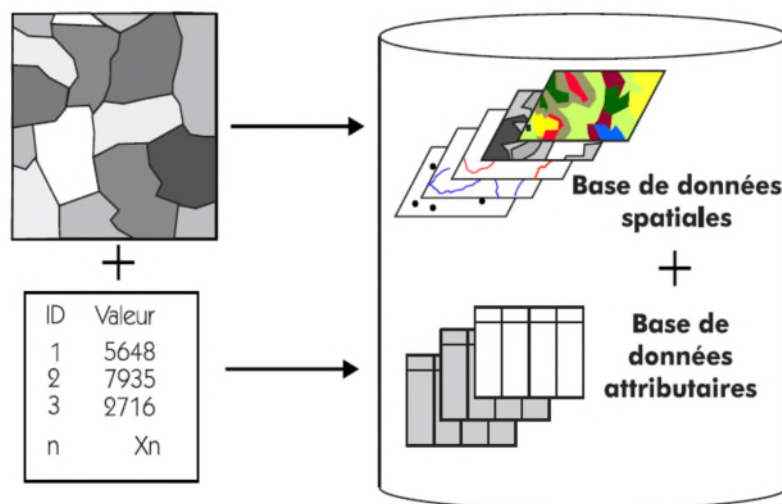 Base de données
spatiales
ID Valeur
1 5648
2 7935
3 2716
n Xn
Base de
données
attributaires